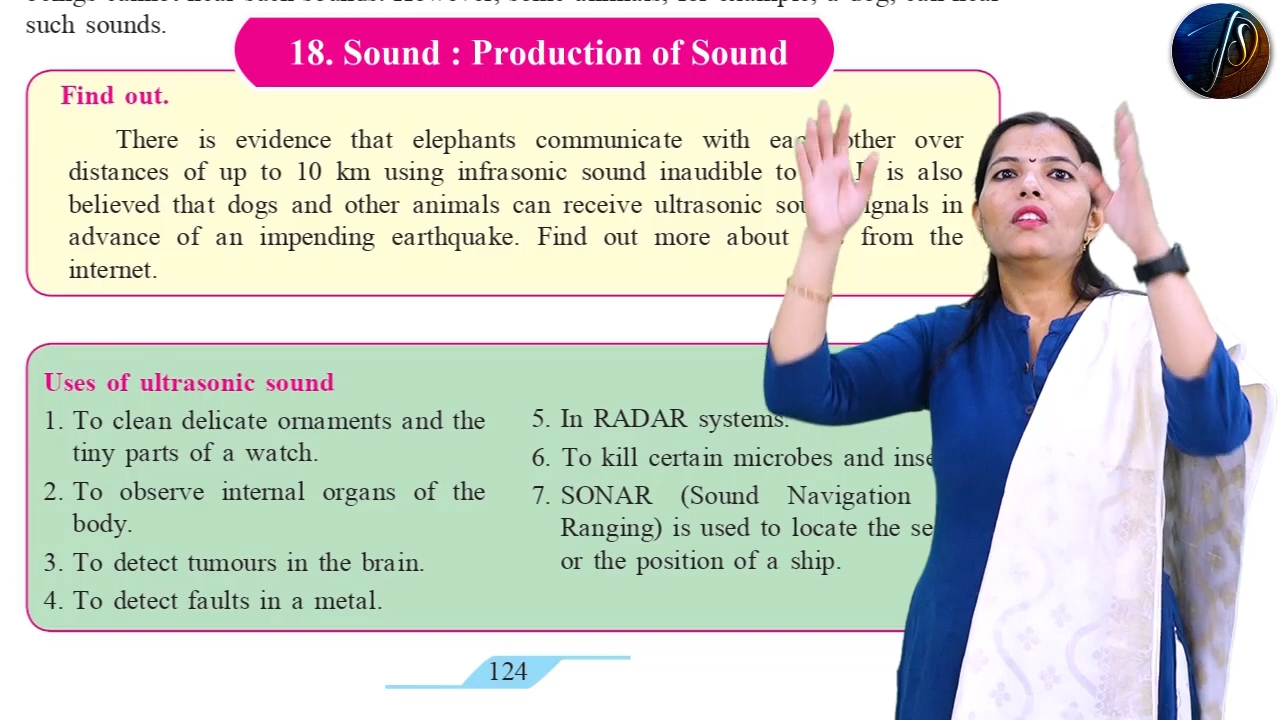 such sounds.
18. Sound : Production of Sound
Find out.
There is evidence that elephants communicate with other over
distances of up to 10 km using infrasonic sound inaudible to is also
believed that dogs and other animals can receive ultrasonic in
advance of an impending earthquake. Find out more about from the
internet.
Uses of ultrasonic sound
1. To clean delicate ornaments and the
tiny parts of a watch.
2. To observe internal organs of the
body.
3. To detect tumours in the brain.
4. To detect faults in a metal.
5. In RADAR systems.
6. To kill certain microbes and
7. SONAR (Sound Navigation
Ranging) is used to locate the
or the position of a ship.
124